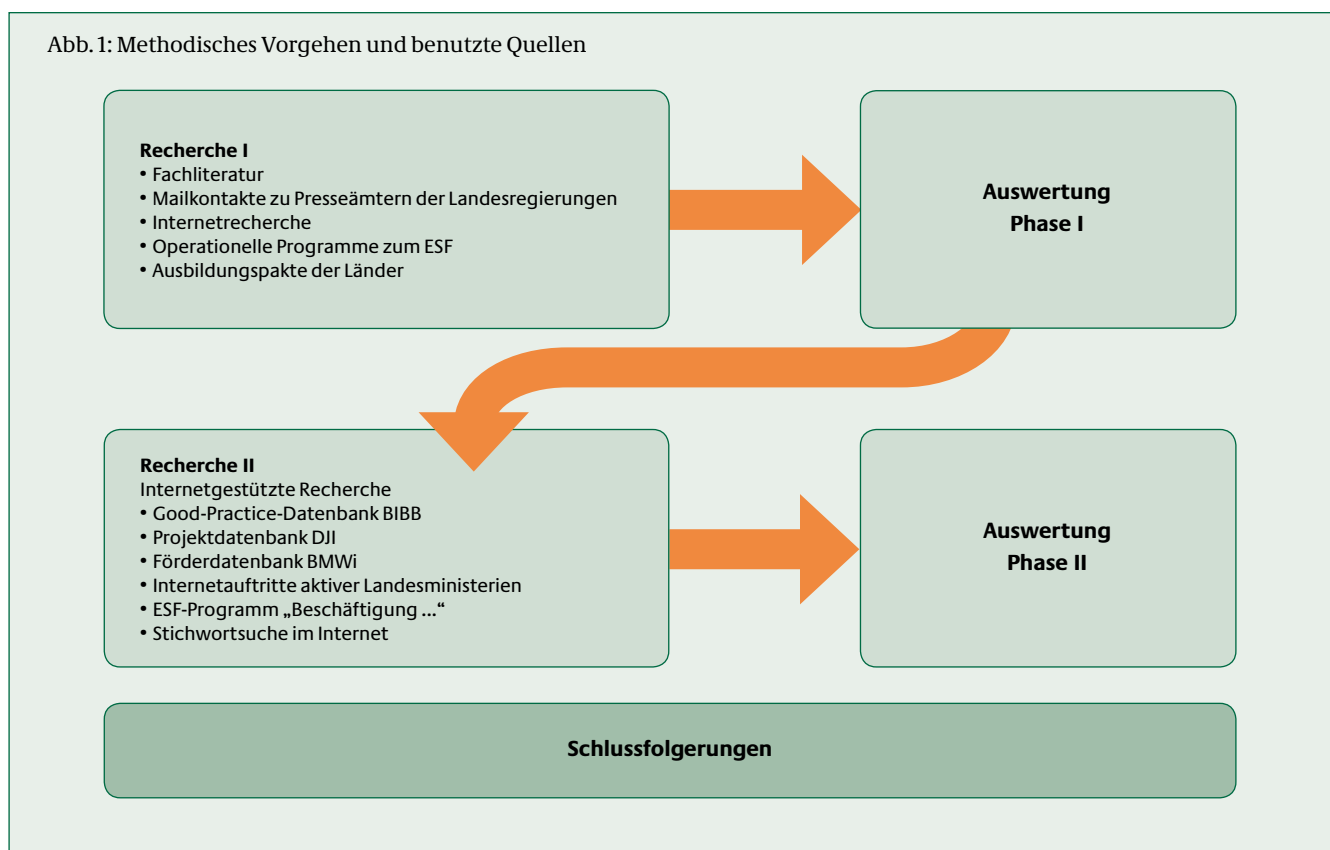 Abb. 1: Methodisches Vorgehen und benutzte Quellen
Recherche I
• Fachliteratur
• Mailkontakte zu Presseämtern der Landesregierungen
• Internetrecherche
• Operationelle Programme zum ESF
• Ausbildungspakte der Länder
Auswertung
Phase I
Recherche II
Internetgestützte Recherche
• Good-Practice-Datenbank BIBB
• Projektdatenbank DJI
• Förderdatenbank BMWi
• Internetauftritte aktiver Landesministerien
• ESF-Programm „Beschäftigung ...“
• Stichwortsuche im Internet
Auswertung
Phase II
Schlussfolgerungen